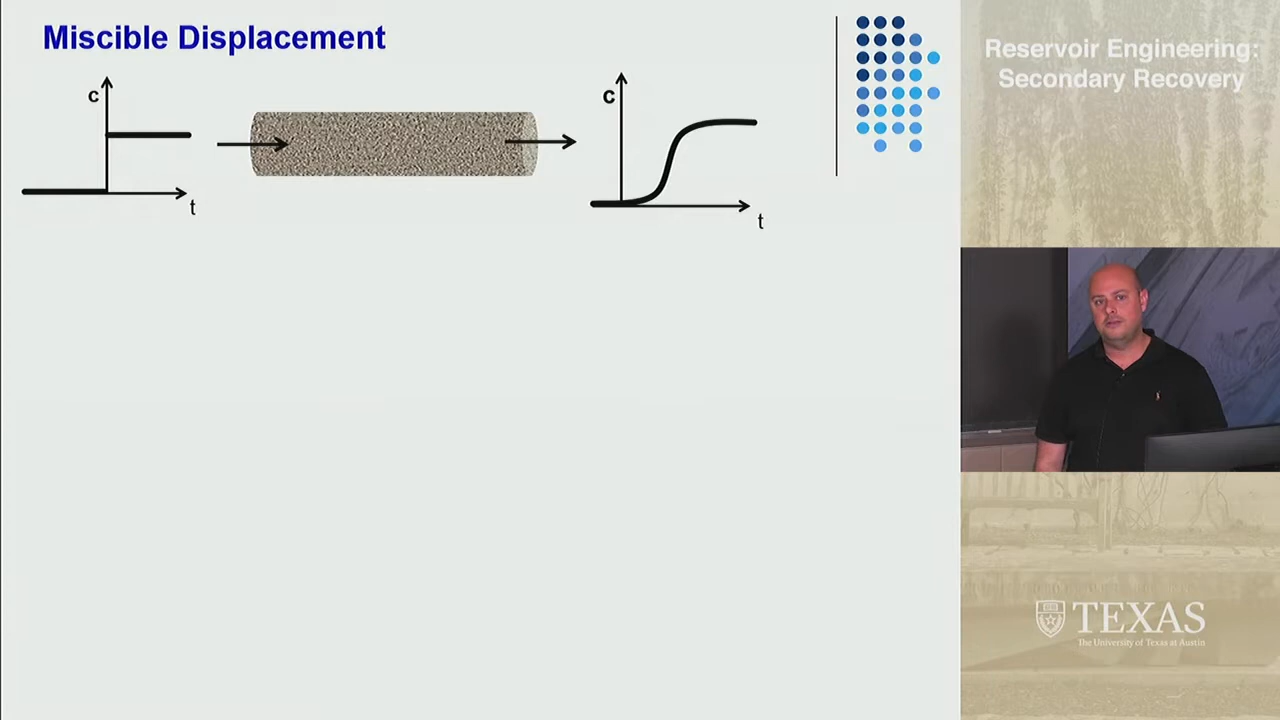 Miscible Displacement
c
t
c
t
Reservoir Engineering:
Secondary Recovery
TEXAS
The University of Texas at Austin